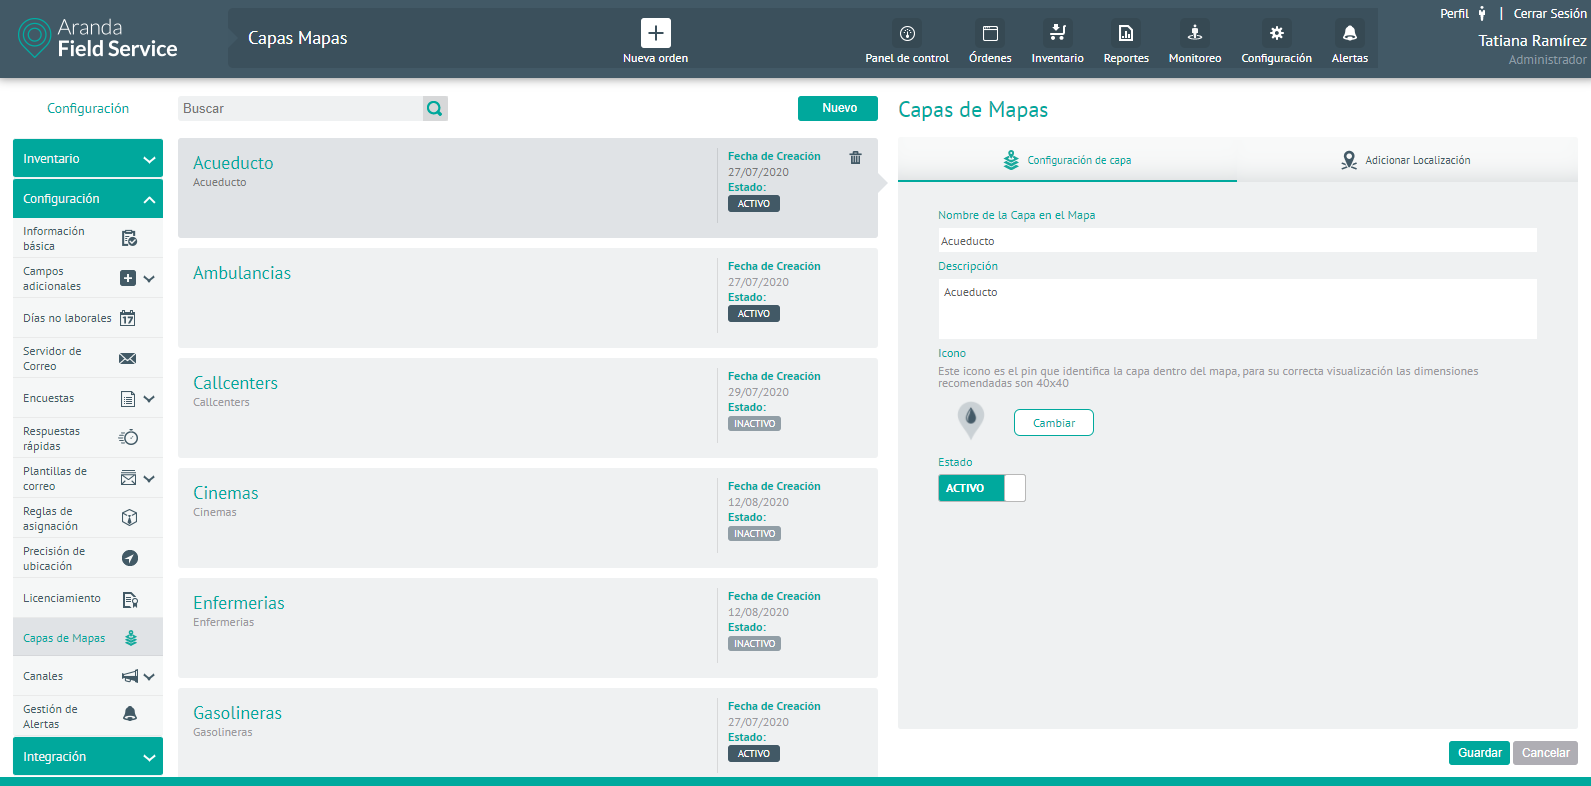 Aranda
Field Service
Capas Mapas
Nueva orden
Panel de control
Órdenes
Inventario
Reportes
Monitoreo
Configuración
Alertas
Perfil | Cerrar Sesión
Tatiana Ramírez
Administrador
Configuración
Inventario
Configuración
Información
básica
Campos
adicionales
Días no laborales
17
Servidor de
Correo
Encuestas
Respuestas
rápidas
Plantillas de
correo
Reglas de
asignación
Precisión de
ubicación
Licenciamiento
Capas de Mapas
Canales
Gestión de
Alertas
Integración
Buscar
Nuevo
Acueducto
Acueducto
Fecha de Creación
27/07/2020
Estado:
ACTIVO
Ambulancias
Fecha de Creación
27/07/2020
Estado:
ACTIVO
Callcenters
Callcenters
Fecha de Creación
29/07/2020
Estado:
INACTIVO
Cinemas
Cinemas
Fecha de Creación
12/08/2020
Estado:
INACTIVO
Enfermerias
Enfermerias
Fecha de Creación
12/08/2020
Estado:
INACTIVO
Gasolineras
Gasolineras
Fecha de Creación
27/07/2020
Estado:
ACTIVO
Capas de Mapas
Configuración de capa
Adicionar Localización
Nombre de la Capa en el Mapa
Acueducto
Descripción
Acueducto
Icono
Este icono es el pin que identifica la capa dentro del mapa, para su correcta visualización las dimensiones
recomendadas son 40x40
Cambiar
Estado
ACTIVO
Guardar
Cancelar